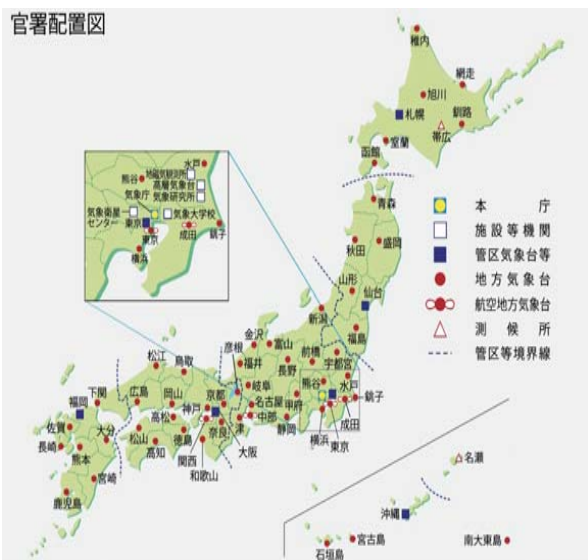 官署配置図
稚内
網走
旭川
札幌
釧路
帯広
室蘭
函館
青森
秋田
盛岡
山形
仙台
新潟
福島
水戸
地磁気観測所
熊谷
高層気象台
気象研究所
気象庁
気象衛星
センター
東京
気象大学校
東京
成田
銚子
横浜
本庁
施設等機関
管区気象台等
地方気象台
航空地方気象台
測候所
管区等境界線
金沢
富山
彦根
福井
長野
前橋
宇都宮
松江
鳥取
岐阜
熊谷
水戸
銚子
下関
広島
岡山
神戸
京都
名古屋
甲府
成田
福岡
高松
中部
津
静岡
横浜
東京
佐賀
大分
松山
徳島
奈良
大阪
長崎
熊本
高知
関西
和歌山
宮崎
鹿児島
名瀬
沖縄
宮古島
石垣島
南大東島